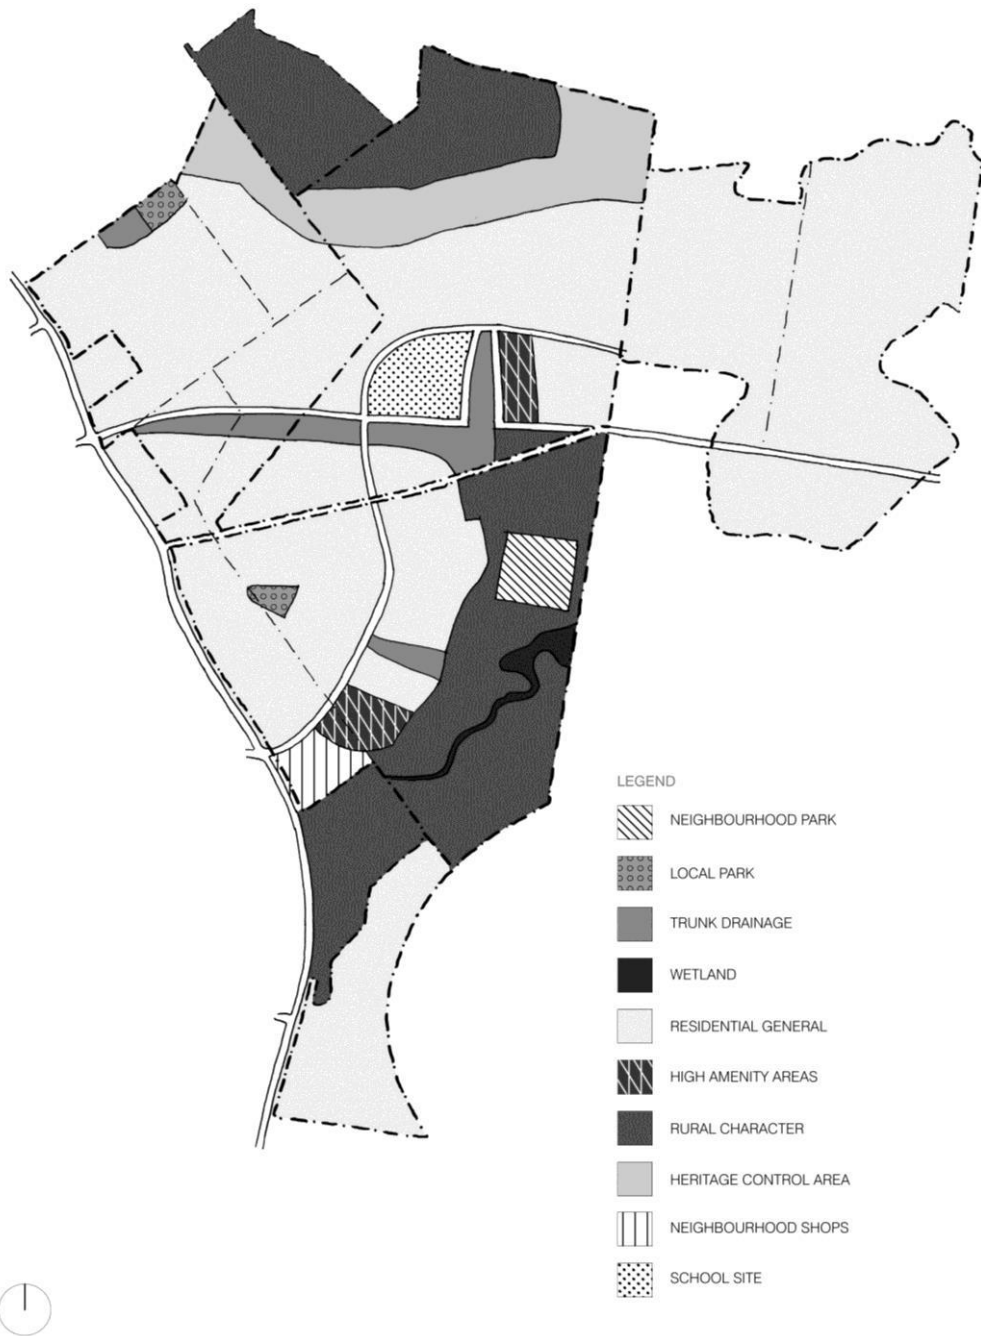 LEGEND
NEIGHBOURHOOD PARK
LOCAL PARK
TRUNK DRAINAGE
WETLAND
RESIDENTIAL GENERAL
HIGH AMENITY AREAS
RURAL CHARACTER
HERITAGE CONTROL AREA
NEIGHBOURHOOD SHOPS
SCHOOL SITE